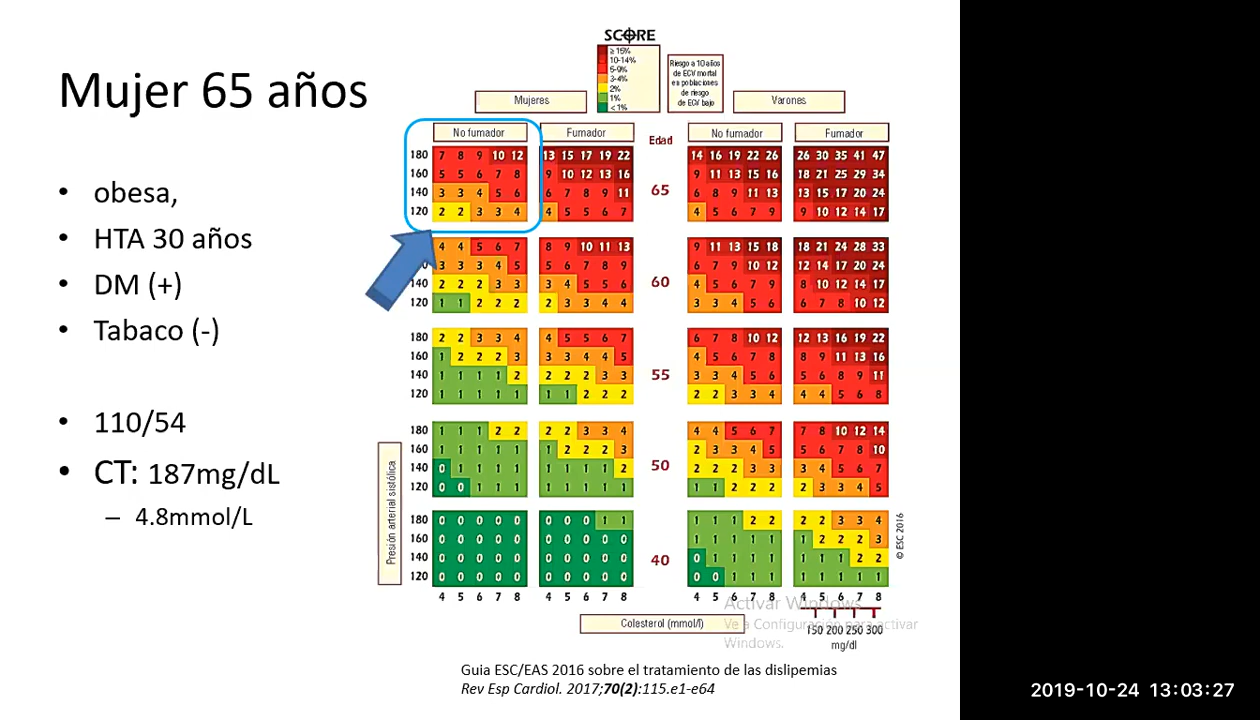 Mujer 65 años
• obesa,
• HTA 30 años
• DM (+)
• Tabaco (-)
• 110/54
• CT: 187mg/dL
– 4.8mmol/L
SCORE
≥ 15%
10-14%
5-9%
3-4%
2%
1%
< 1%
Riesgo a 10 años
de ECV mortal
en poblaciones
de riesgo
de ECV bajo
Mujeres Varones
No fumador Fumador Edad No fumador Fumador
180 7 8 9 10 12 13 15 17 19 22 14 16 19 22 26 26 30 35 41 47
160 5 5 6 7 8 9 10 12 13 16 9 11 13 15 16 18 21 25 29 34
65
140 3 3 4 5 6 6 7 8 9 11 6 8 9 11 13 13 15 17 20 24
120 2 2 3 3 4 4 5 5 6 7 4 5 6 7 9 9 10 12 14 17
4 4 5 6 7 8 9 10 11 13 9 11 13 15 18 18 21 24 28 33
3 3 3 4 5 5 6 7 8 9 6 7 9 10 12 12 14 17 20 24
60
140 2 2 2 3 3 3 4 5 5 6 4 5 6 7 9 8 10 12 14 17
120 1 1 2 2 2 2 3 3 4 4 3 3 4 5 6 6 7 8 10 12
180 2 2 3 3 4 4 5 5 6 7 6 7 8 10 12 12 13 16 19 22
160 1 2 2 2 3 3 3 4 4 5 4 5 6 7 8 8 9 11 13 16
55
140 1 1 1 1 2 2 2 2 3 3 3 3 4 5 6 5 6 8 9 11
120 1 1 1 1 1 1 1 2 2 2 2 2 3 3 4 4 4 5 6 8
180 1 1 1 2 2 2 2 3 3 4 4 4 5 6 7 7 8 10 12 14
160 1 1 1 1 1 1 2 2 2 3 2 3 3 4 5 5 6 7 8 10
50
140 0 1 1 1 1 1 1 1 1 2 2 2 2 3 3 3 4 5 6 7
120 0 0 1 1 1 1 1 1 1 1 1 1 2 2 2 2 3 3 4 5
180 0 0 0 0 0 0 0 0 1 1 1 1 1 2 2 2 2 3 3 4
160 0 0 0 0 0 0 0 0 0 0 1 1 1 1 1 1 2 2 2 3
40
140 0 0 0 0 0 0 0 0 0 0 0 1 1 1 1 1 1 1 2 2
120 0 0 0 0 0 0 0 0 0 0 0 0 1 1 1 1 1 1 1 1
4 5 6 7 8 4 5 6 7 8 4 5 6 7 8 4 5 6 7 8
Presión arterial sistólica
© ESC 2016
Colesterol (mmol/l)
150 200 250 300
mg/dl
Activar Windows
Ve a Configuración para activar
Windows.
Guia ESC/EAS 2016 sobre el tratamiento de las dislipemias
Rev Esp Cardiol. 2017;70(2):115.e1-e64
2019-10-24 13:03:27